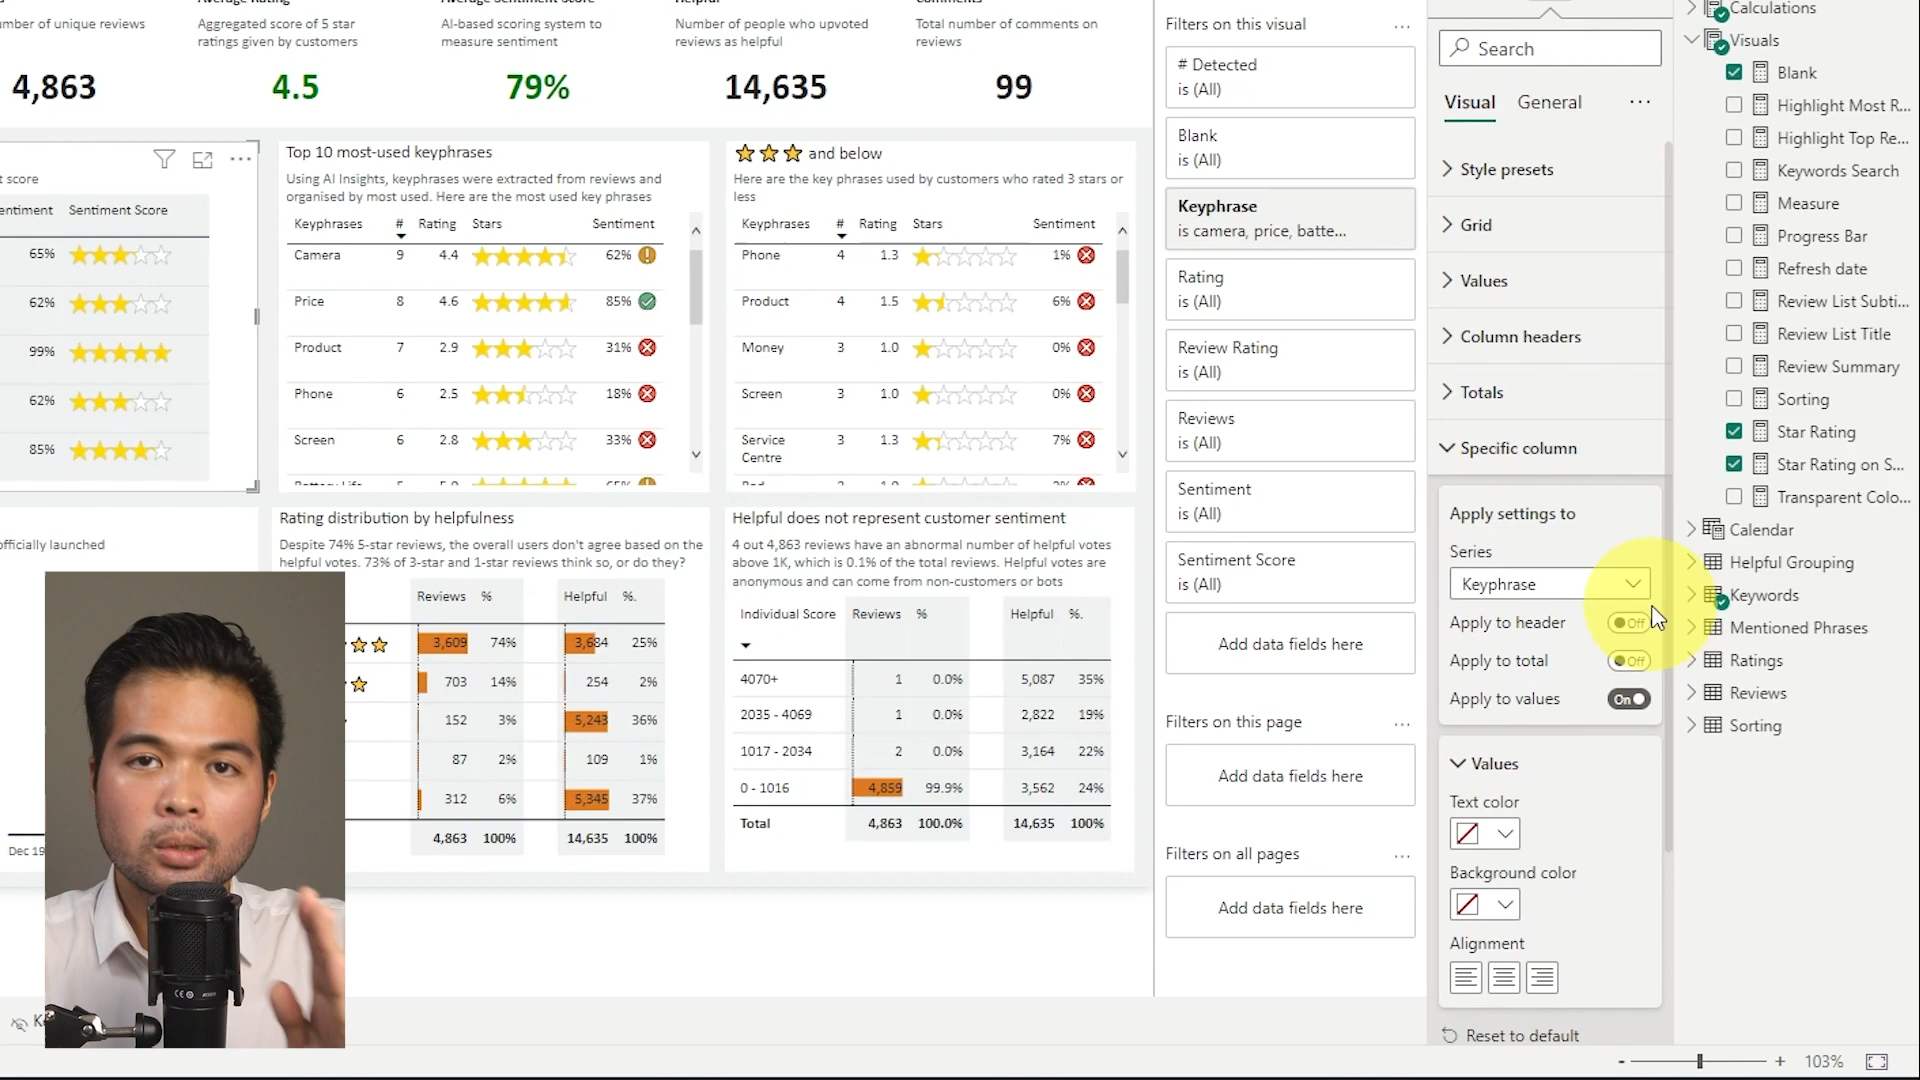 umber of unique reviews
4,863
Aggregated score of 5 star
ratings given by customers
4.5
AI-based scoring system to
measure sentiment
79%
Number of people who upvoted
reviews as helpful
14,635
Total number of comments on
reviews
99
t score
entiment Sentiment Score
65%
62%
99%
62%
85%
Top 10 most-used keyphrases
Using AI Insights, keyphrases were extracted from reviews and
organised by most used. Here are the most used key phrases
Keyphrases # Rating Stars Sentiment
Camera 9 4.4 62%
Price 8 4.6 85%
Product 7 2.9 31%
Phone 6 2.5 18%
Screen 6 2.8 33%
and below
Here are the key phrases used by customers who rated 3 stars or
less
Keyphrases # Rating Stars Sentiment
Phone 4 1.3 1%
Product 4 1.5 6%
Money 3 1.0 0%
Screen 3 1.0 0%
Service
Centre 3 1.3 7%
officially launched
Dec 19
Rating distribution by helpfulness
Despite 74% 5-star reviews, the overall users don't agree based on the
helpful votes. 73% of 3-star and 1-star reviews think so, or do they?
Reviews % Helpful %.
3,609 74% 3,684 25%
703 14% 254 2%
152 3% 5,243 36%
87 2% 109 1%
312 6% 5,345 37%
4,863 100% 14,635 100%
Helpful does not represent customer sentiment
4 out 4,863 reviews have an abnormal number of helpful votes
above 1K, which is 0.1% of the total reviews. Helpful votes are
anonymous and can come from non-customers or bots
Individual Score Reviews % Helpful %.
4070+ 1 0.0% 5,087 35%
2035 - 4069 1 0.0% 2,822 19%
1017 - 2034 2 0.0% 3,164 22%
0 - 1016 4,859 99.9% 3,562 24%
Total 4,863 100.0% 14,635 100%
Filters on this visual ...
# Detected
is (All)
Blank
is (All)
Keyphrase
is camera, price, batte...
Rating
is (All)
Review Rating
is (All)
Reviews
is (All)
Sentiment
is (All)
Sentiment Score
is (All)
Add data fields here
Filters on this page ...
Add data fields here
Filters on all pages ...
Add data fields here
Search
Visual General ...
Style presets
Grid
Values
Column headers
Totals
Specific column
Apply settings to
Series
Keyphrase
Apply to header Off
Apply to total Off
Apply to values On
Values
Text color
Background color
Alignment
Reset to default
Calculations
Visuals
Blank
Highlight Most R...
Highlight Top Re...
Keywords Search
Measure
Progress Bar
Refresh date
Review List Subti...
Review List Title
Review Summary
Sorting
Star Rating
Star Rating on S...
Transparent Colo...
Calendar
Helpful Grouping
Keywords
Mentioned Phrases
Ratings
Reviews
Sorting
- + 103%